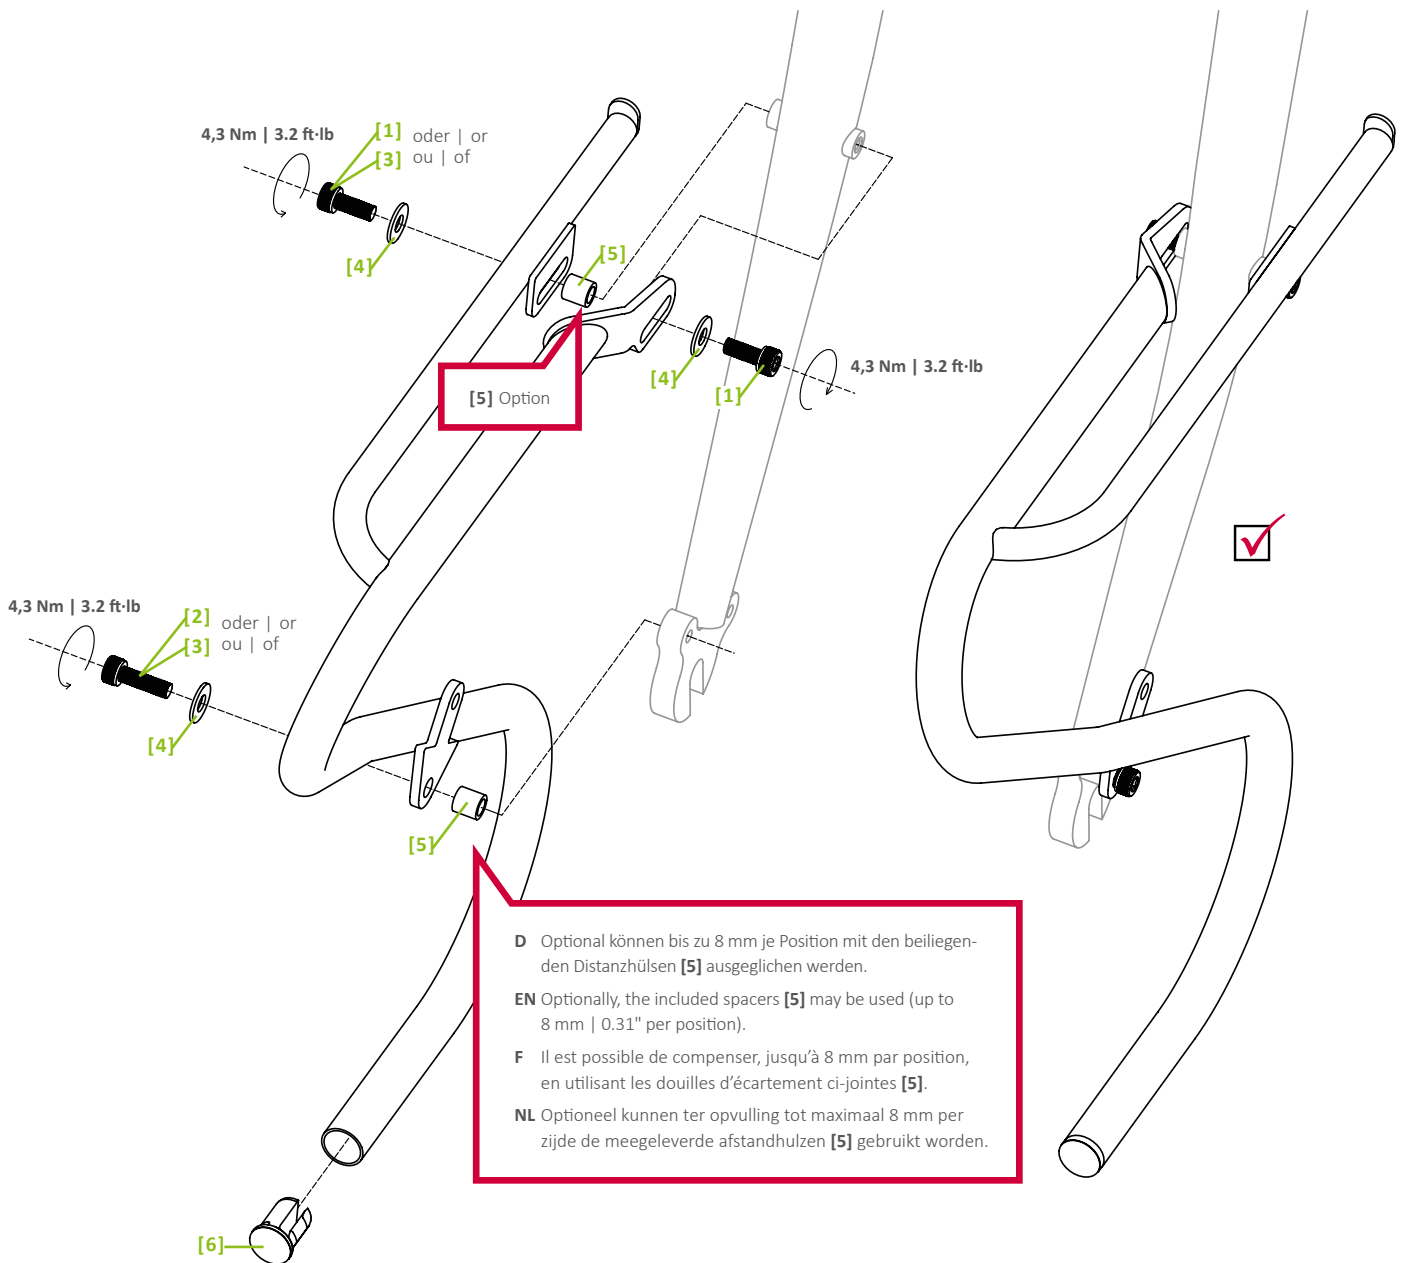 4,3 Nm | 3.2 ft·lb
[1] oder | or
[3] ou | of
[4]
[5]
[5] Option
[4]
[1]
4,3 Nm | 3.2 ft·lb
4,3 Nm | 3.2 ft·lb
[2] oder | or
[3] ou | of
[4]
[5]
D Optional können bis zu 8 mm je Position mit den beiliegen-
den Distanzhülsen [5] ausgeglichen werden.
EN Optionally, the included spacers [5] may be used (up to
8 mm | 0.31" per position).
F Il est possible de compenser, jusqu’à 8 mm par position,
en utilisant les douilles d’écartement ci-jointes [5].
NL Optioneel kunnen ter opvulling tot maximaal 8 mm per
zijde de meegeleverde afstandhulzen [5] gebruikt worden.
[6]